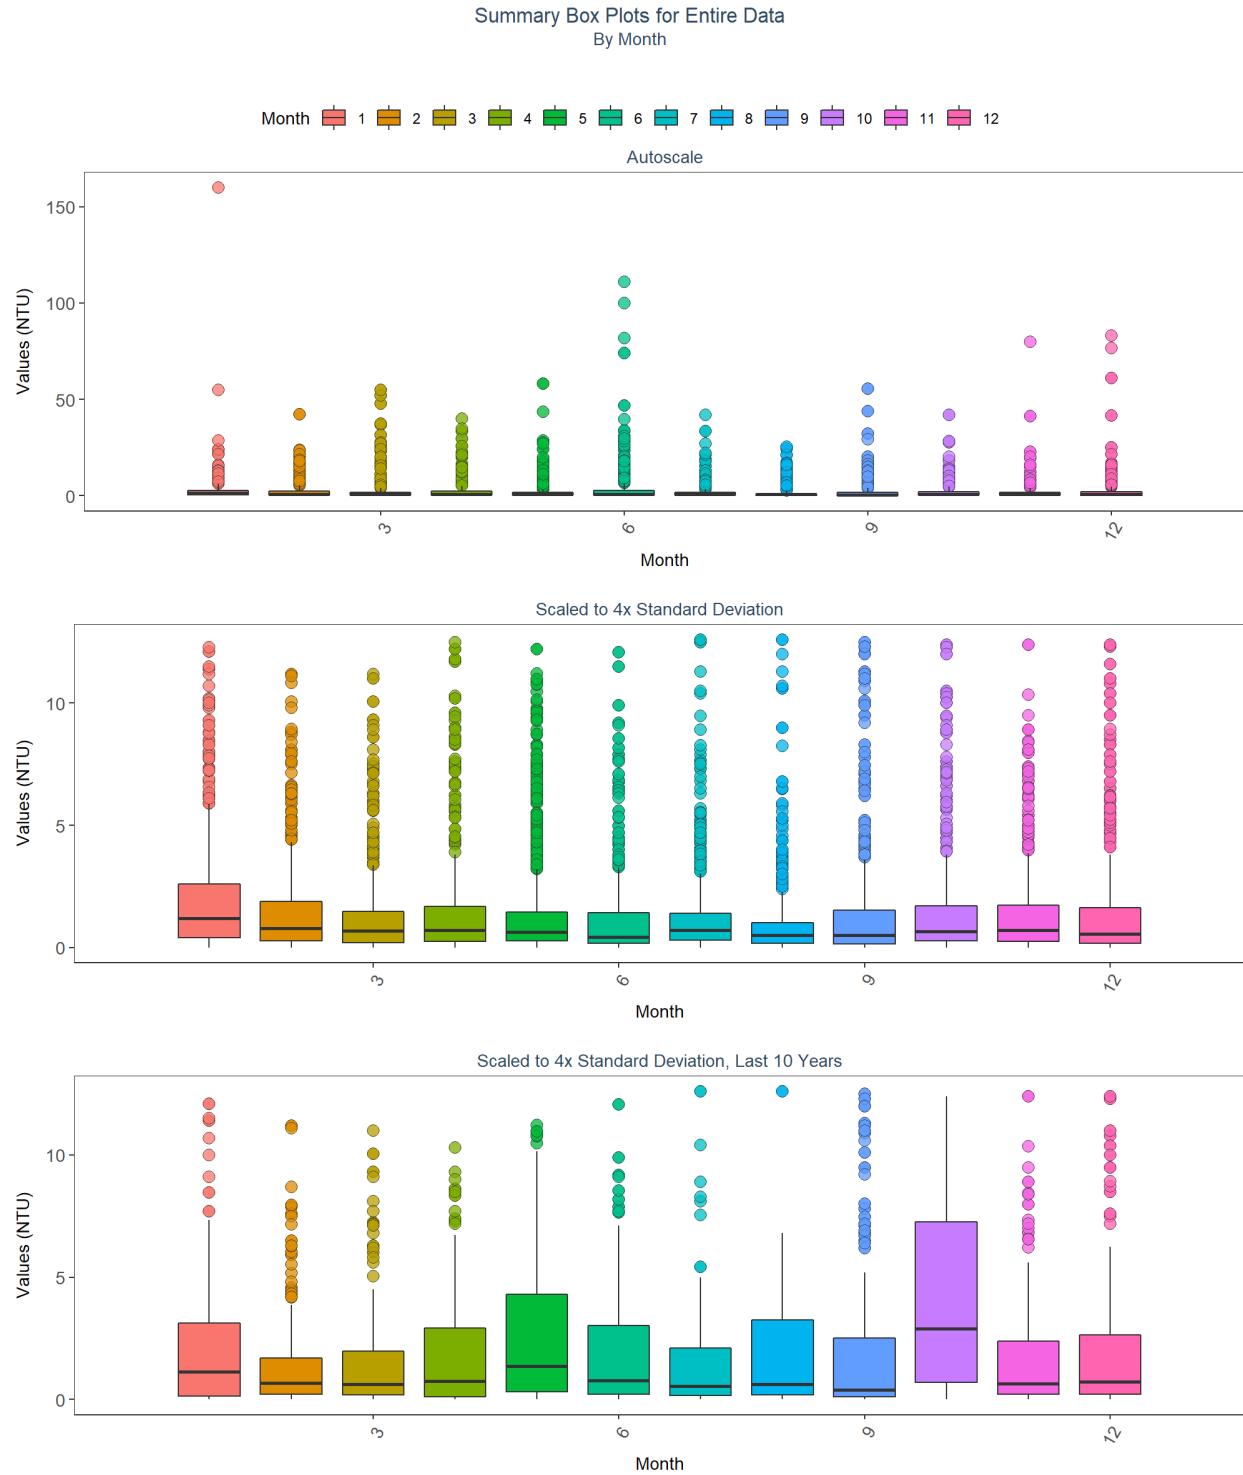 Summary Box Plots for Entire Data
By Month
Month 1 2 3 4 5 6 7 8 9 10 11 12
Autoscale
Values (NTU)
150
100
50
0
3 6 9 12
Month
Scaled to 4x Standard Deviation
Values (NTU)
10
5
0
3 6 9 12
Month
Scaled to 4x Standard Deviation, Last 10 Years
Values (NTU)
10
5
0
3 6 9 12
Month